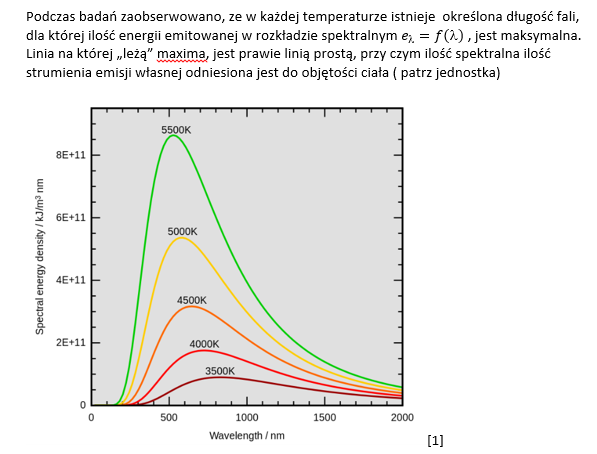 Podczas badań zaobserwowano, ze w każdej temperaturze istnieje określona długość fali,
dla której ilość energii emitowanej w rozkładzie spektralnym eλ = f(λ) , jest maksymalna.
Linia na której „leżą” maxima, jest prawie linią prostą, przy czym ilość spektralna ilość
strumienia emisji własnej odniesiona jest do objętości ciała ( patrz jednostka)
5500K
8E+11
6E+11
5000K
4E+11
4500K
2E+11
4000K
3500K
0
0 500 1000 1500 2000
Spectral energy density / kJ/m³ nm
Wavelength / nm
[1]